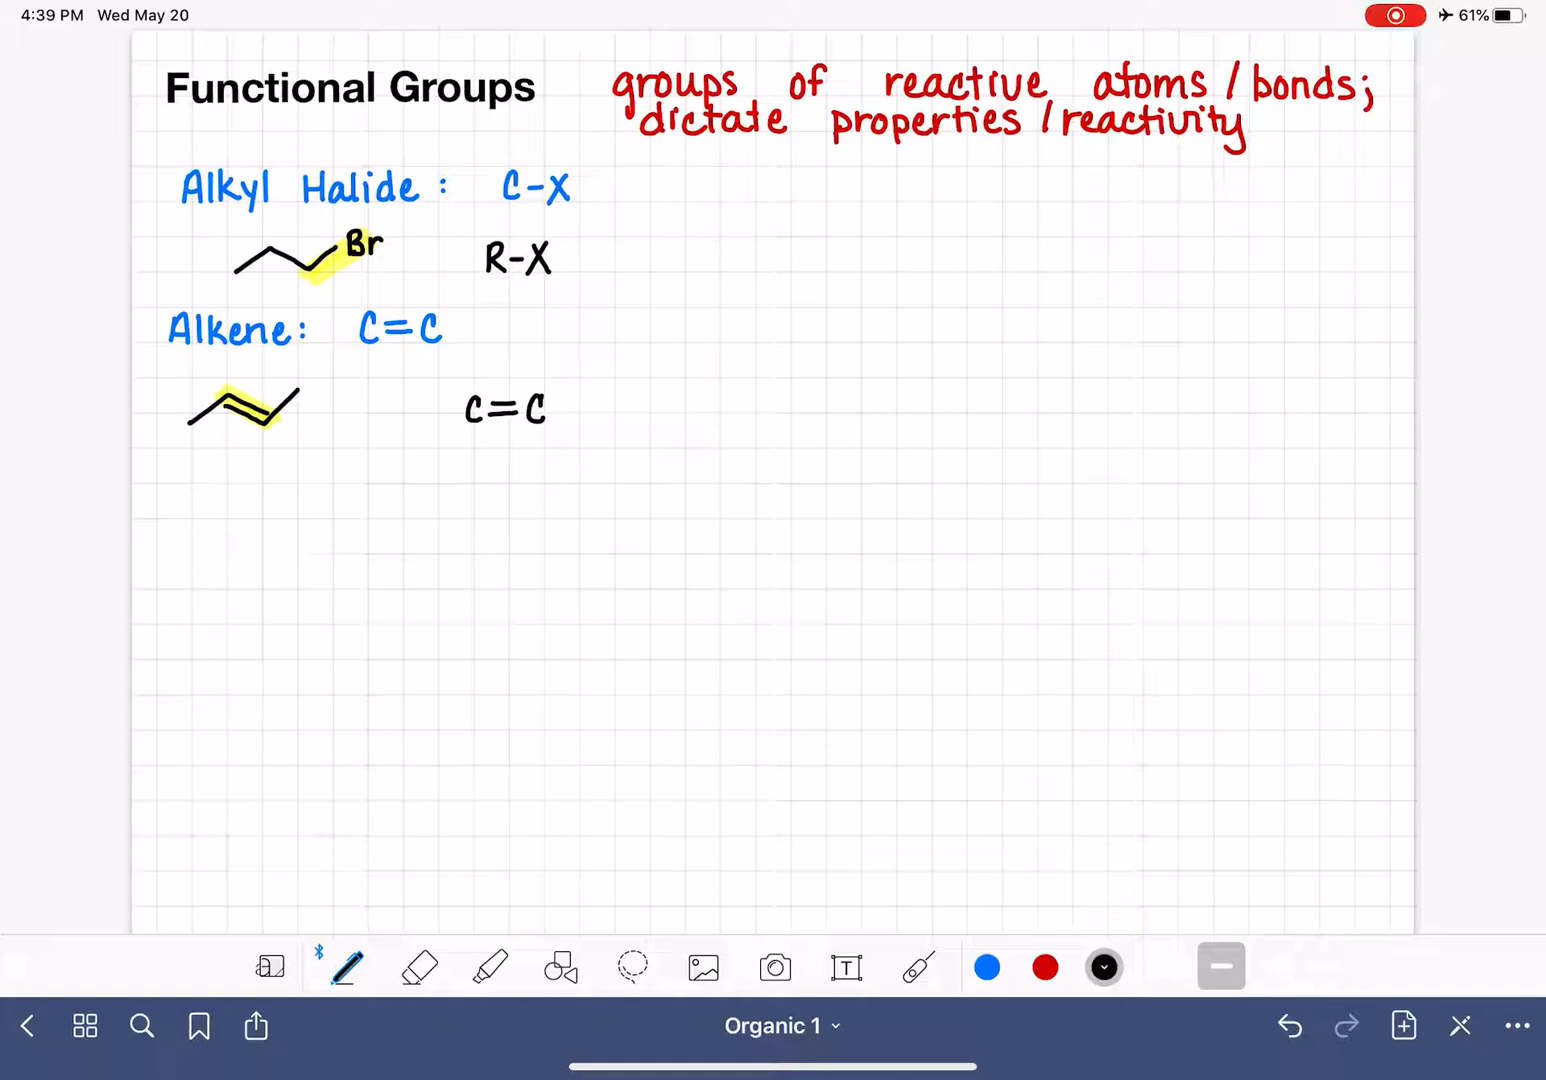 4:39 PM Wed May 20
61%
Functional Groups groups of reactive atoms / bonds;
dictate properties / reactivity
Alkyl Halide : C-X
Br R-X
Alkene: C=C
C=C
T
Organic 1